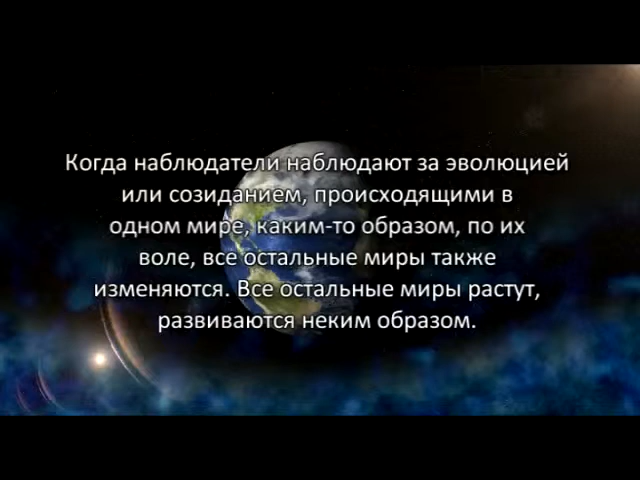 Когда наблюдатели наблюдают за эволюцией
или созиданием, происходящими в
одном мире, каким-то образом, по их
воле, все остальные миры также
изменяются. Все остальные миры растут,
развиваются неким образом.